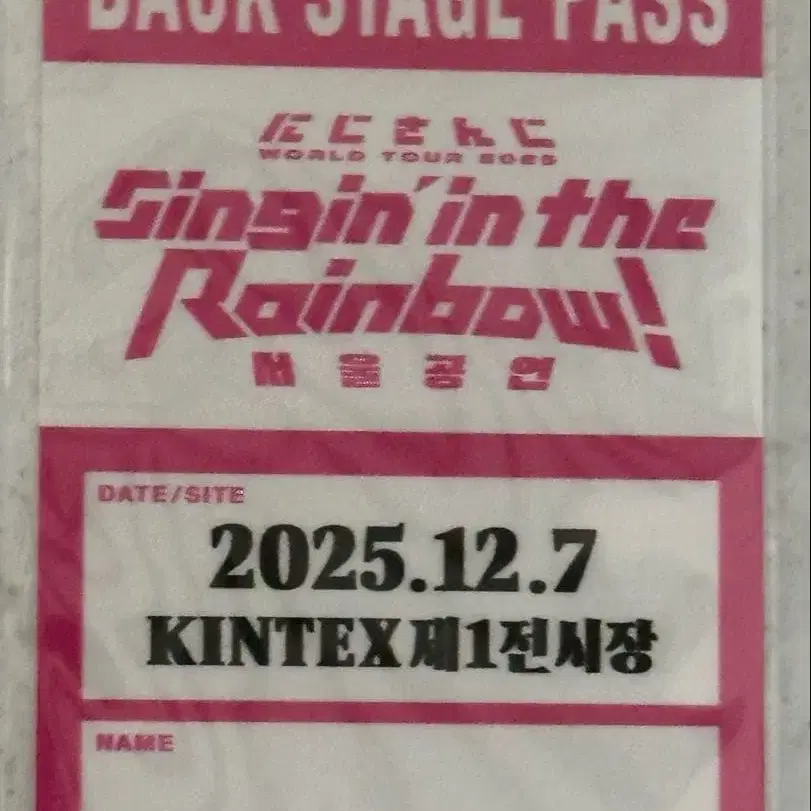 BACK STAGE PASS
にじさんじ
WORLD TOUR 2025
Singin' in the
Rainbow!
서울공연
DATE/SITE
2025.12.7
KINTEX제1전시장
NAME